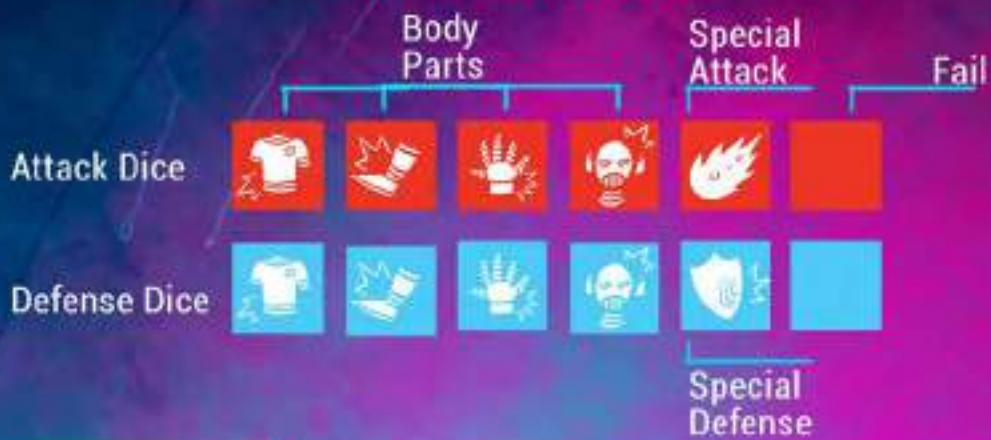 Body
Parts
Special
Attack
Fail
Attack Dice
Defense Dice
Special
Defense